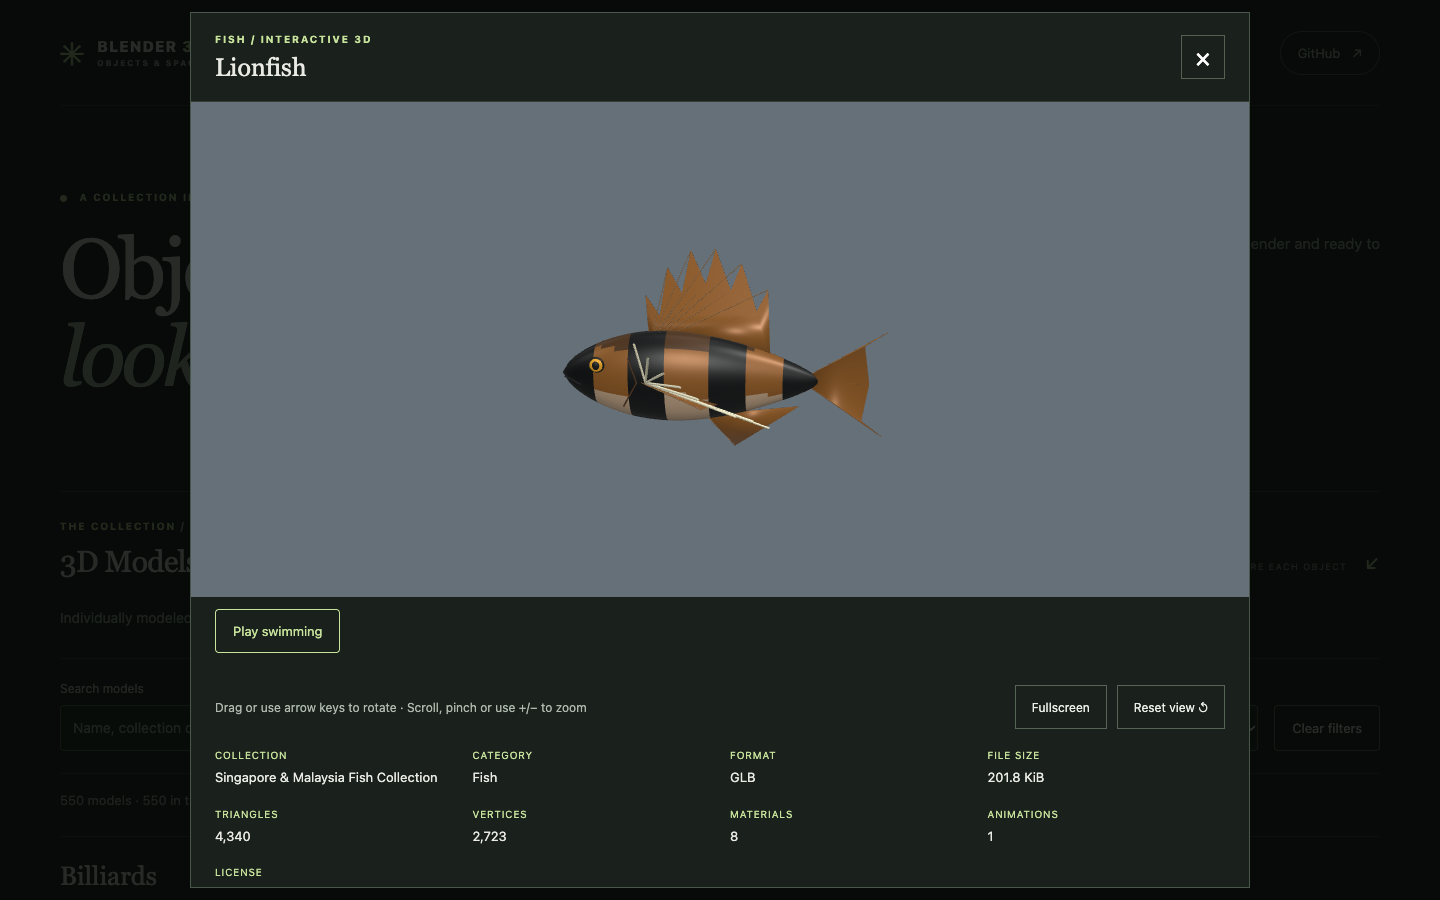 FISH / INTERACTIVE 3D
Lionfish
×
BLENDER 3
OBJECTS & SPA
GitHub ↗
A COLLECTION I
ender and ready to
Obj
look
THE COLLECTION /
3D Models
RE EACH OBJECT
Individually modeled
Search models
Name, collection
Clear filters
550 models · 550 in
Billiards
Play swimming
Drag or use arrow keys to rotate · Scroll, pinch or use +/− to zoom
Fullscreen
Reset view ↺
COLLECTION
Singapore & Malaysia Fish Collection
CATEGORY
Fish
FORMAT
GLB
FILE SIZE
201.8 KiB
TRIANGLES
4,340
VERTICES
2,723
MATERIALS
8
ANIMATIONS
1
LICENSE